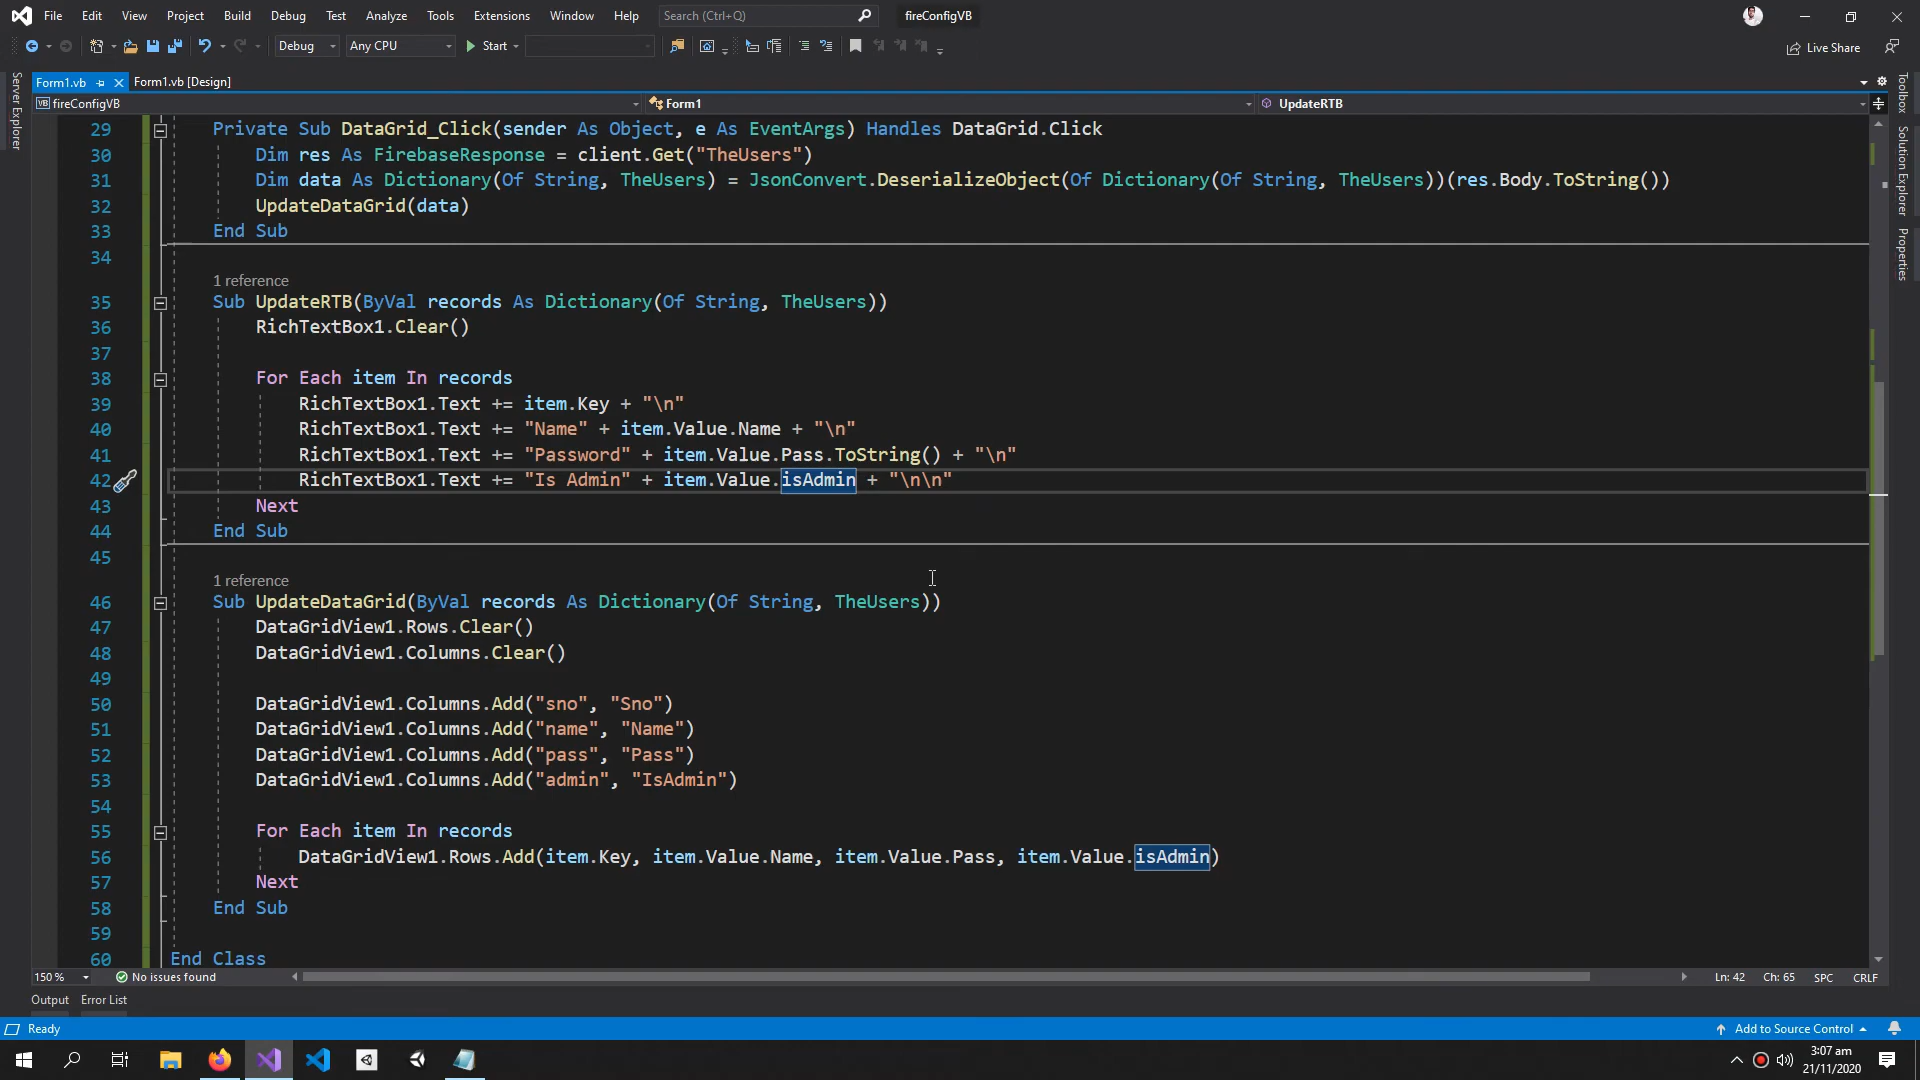 File Edit View Project Build Debug Test Analyze Tools Extensions Window Help Search (Ctrl+Q) fireConfigVB
Debug Any CPU Start Live Share
Form1.vb Form1.vb [Design]
VB fireConfigVB Form1 UpdateRTB
Server Explorer
Toolbox
Solution Explorer
Properties
29 Private Sub DataGrid_Click(sender As Object, e As EventArgs) Handles DataGrid.Click
30 Dim res As FirebaseResponse = client.Get("TheUsers")
31 Dim data As Dictionary(Of String, TheUsers) = JsonConvert.DeserializeObject(Of Dictionary(Of String, TheUsers))(res.Body.ToString())
32 UpdateDataGrid(data)
33 End Sub
34
1 reference
35 Sub UpdateRTB(ByVal records As Dictionary(Of String, TheUsers))
36 RichTextBox1.Clear()
37
38 For Each item In records
39 RichTextBox1.Text += item.Key + "\n"
40 RichTextBox1.Text += "Name" + item.Value.Name + "\n"
41 RichTextBox1.Text += "Password" + item.Value.Pass.ToString() + "\n"
42 RichTextBox1.Text += "Is Admin" + item.Value.isAdmin + "\n\n"
43 Next
44 End Sub
45
1 reference
46 Sub UpdateDataGrid(ByVal records As Dictionary(Of String, TheUsers))
47 DataGridView1.Rows.Clear()
48 DataGridView1.Columns.Clear()
49
50 DataGridView1.Columns.Add("sno", "Sno")
51 DataGridView1.Columns.Add("name", "Name")
52 DataGridView1.Columns.Add("pass", "Pass")
53 DataGridView1.Columns.Add("admin", "IsAdmin")
54
55 For Each item In records
56 DataGridView1.Rows.Add(item.Key, item.Value.Name, item.Value.Pass, item.Value.isAdmin)
57 Next
58 End Sub
59
60 End Class
150 % No issues found Ln: 42 Ch: 65 SPC CRLF
Output Error List
Ready Add to Source Control
3:07 am
21/11/2020